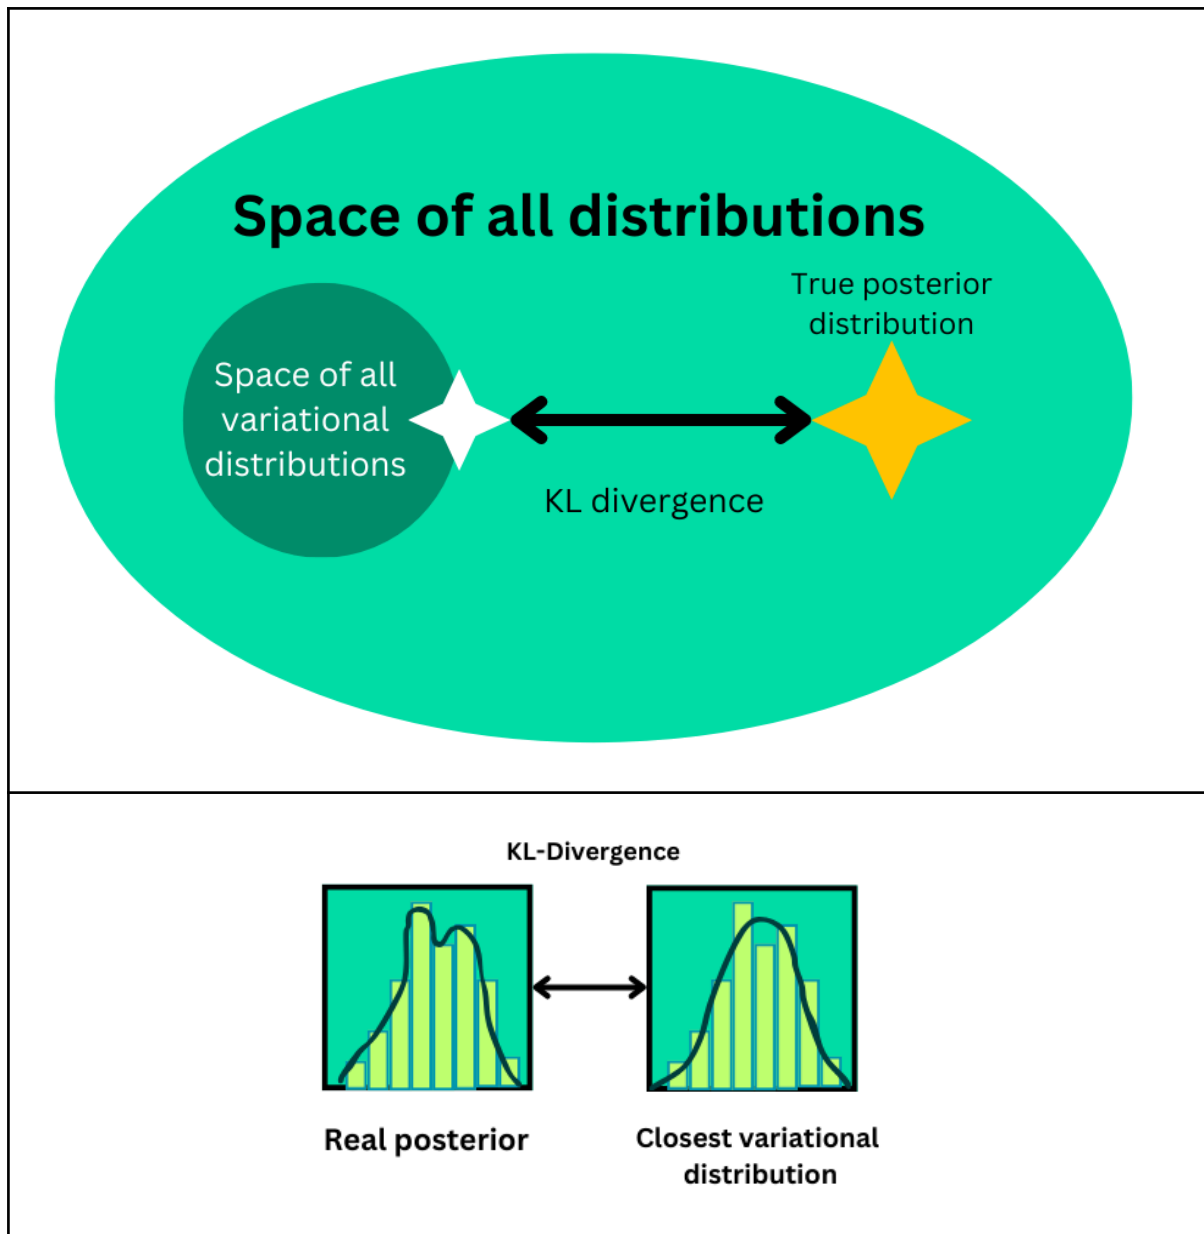 Space of all distributions
True posterior
distribution
Space of all
variational
distributions
KL divergence
KL-Divergence
Real posterior
Closest variational
distribution